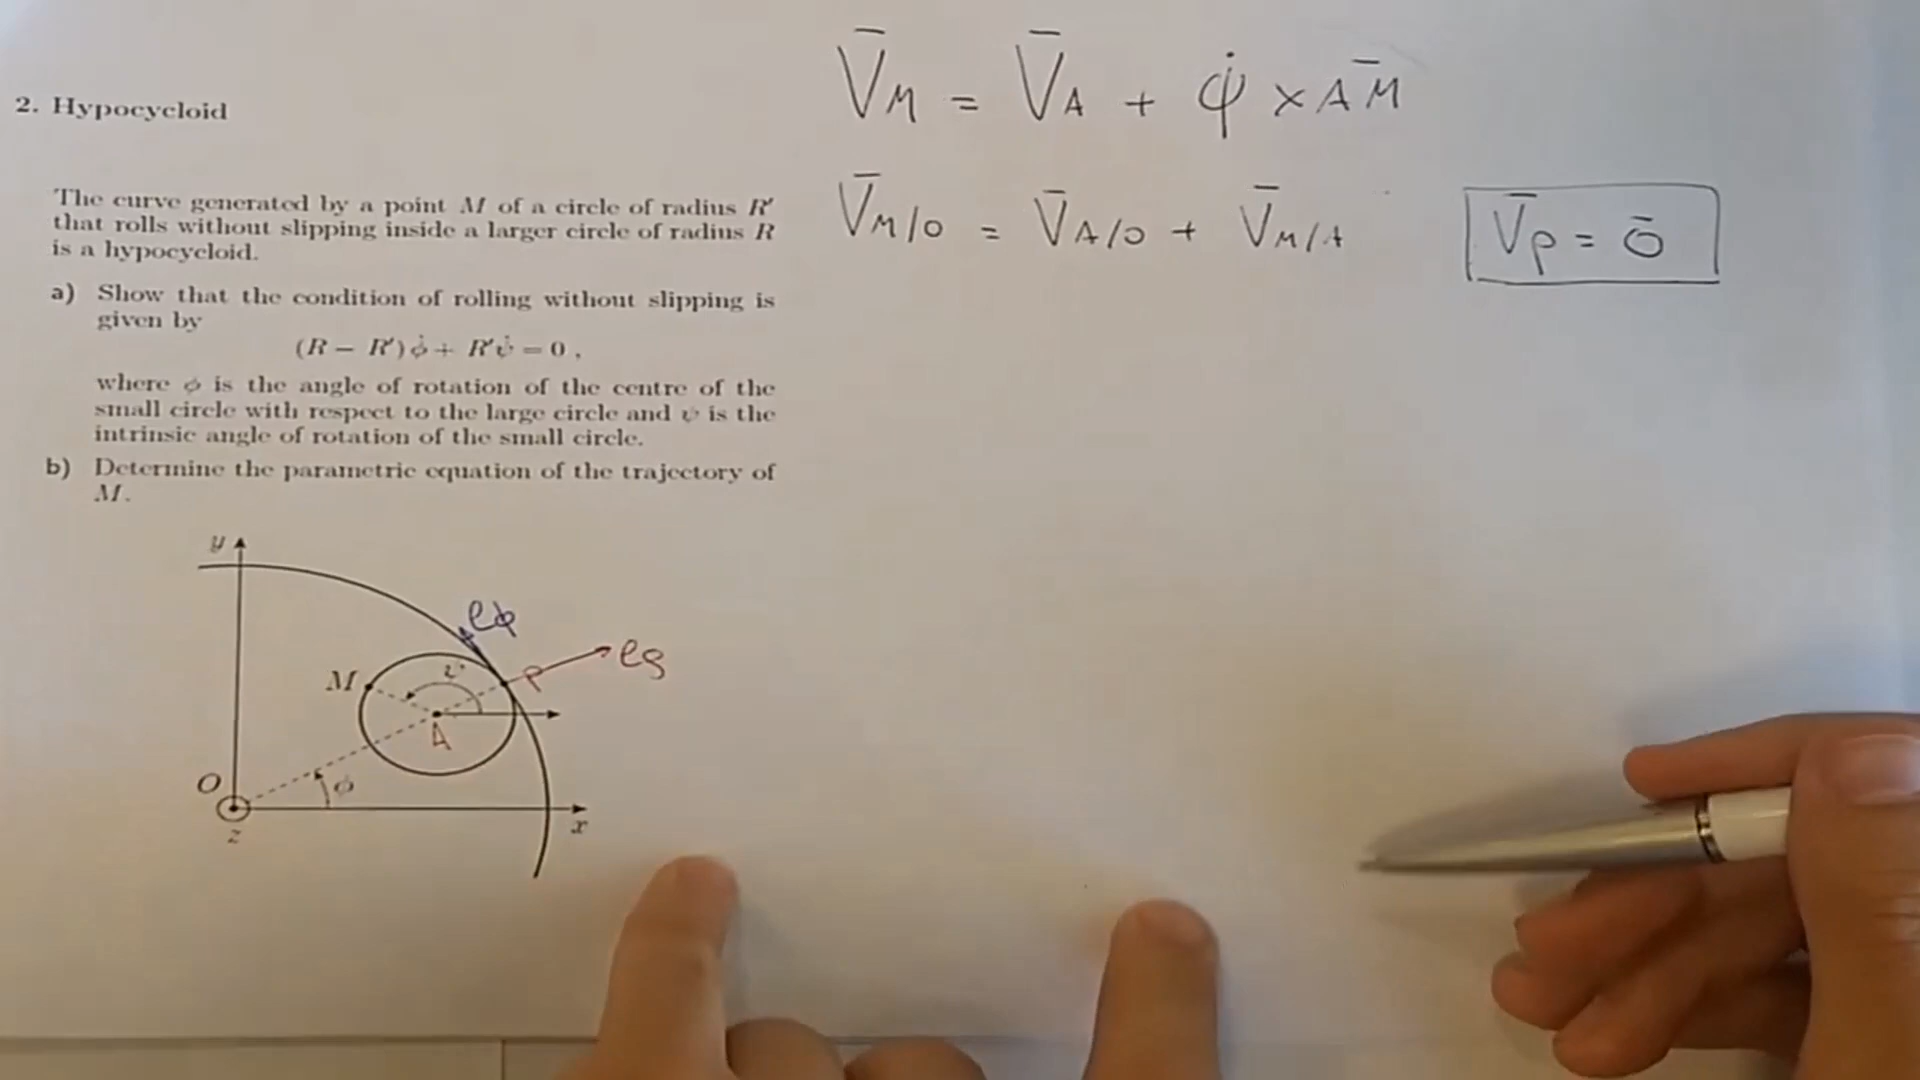 2. Hypocycloid
The curve generated by a point M of a circle of radius R′
that rolls without slipping inside a larger circle of radius R
is a hypocycloid.
a) Show that the condition of rolling without slipping is
given by
(R − R′)ϕ̇ + R′ψ̇ = 0 ,
where ϕ is the angle of rotation of the centre of the
small circle with respect to the large circle and ψ is the
intrinsic angle of rotation of the small circle.
b) Determine the parametric equation of the trajectory of
M.
y
eϕ
M ψ P eρ
A
O ϕ
z x
V̄M = V̄A + ψ̇ × AM̄
V̄M/O = V̄A/O + V̄M/A
V̄P = ō